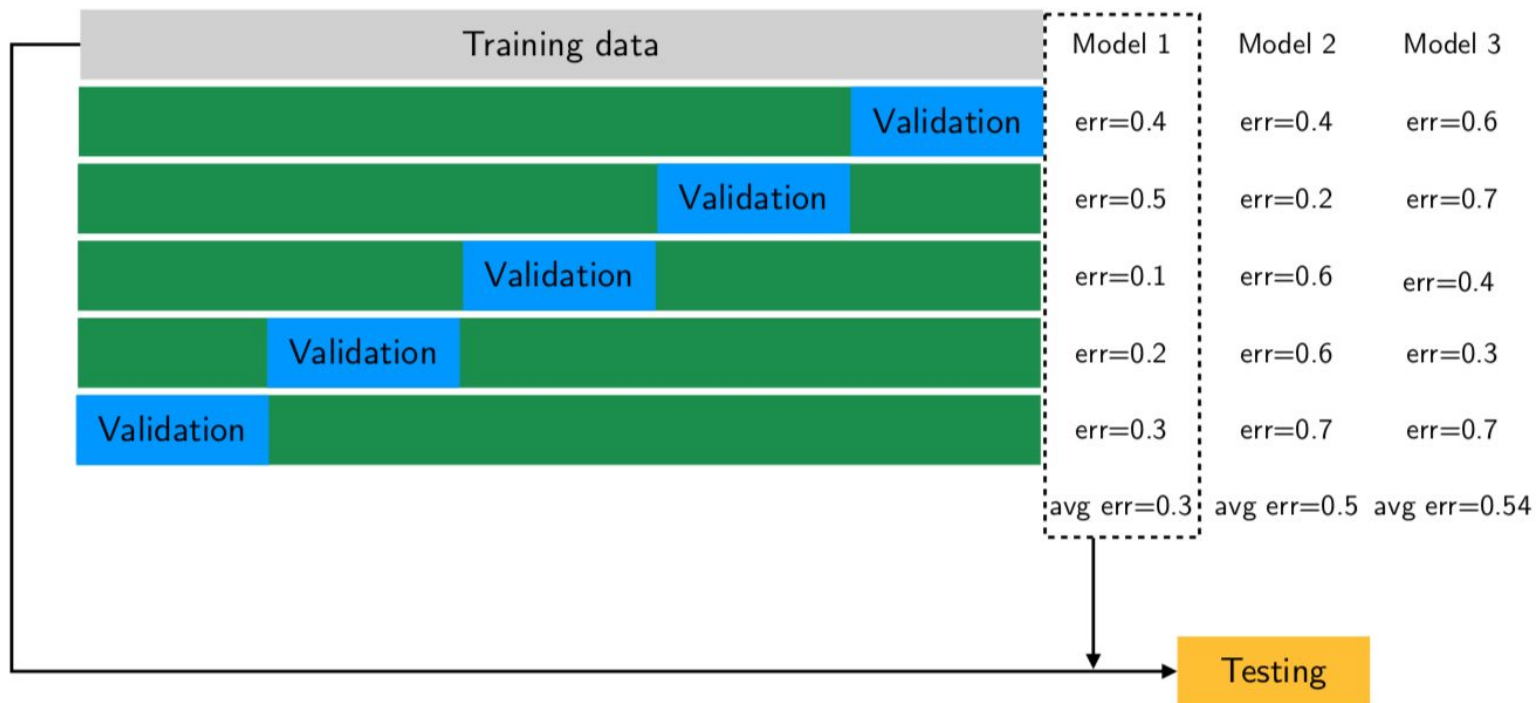 Training data Model 1 Model 2 Model 3
Validation err=0.4 err=0.4 err=0.6
Validation err=0.5 err=0.2 err=0.7
Validation err=0.1 err=0.6 err=0.4
Validation err=0.2 err=0.6 err=0.3
Validation err=0.3 err=0.7 err=0.7
avg err=0.3 avg err=0.5 avg err=0.54
Testing